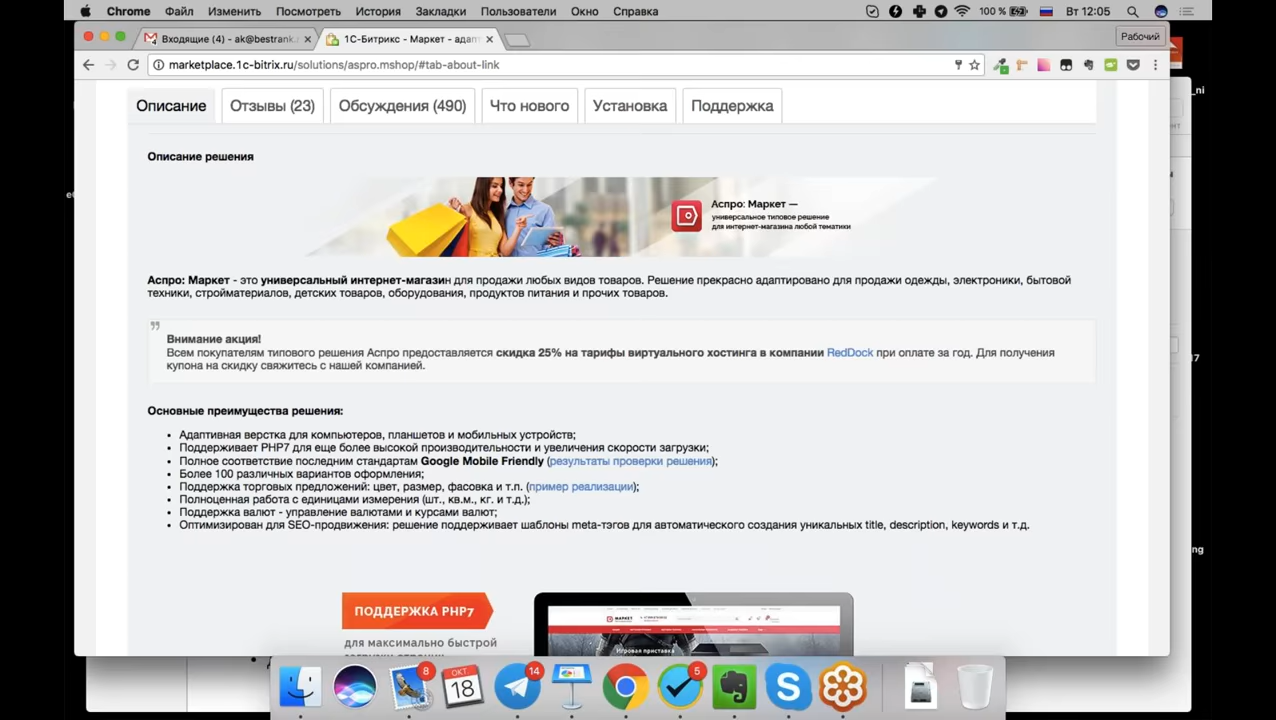 Chrome Файл Изменить Посмотреть История Закладки Пользователи Окно Справка 100 % Вт 12:05
Входящие (4) - ak@bestrank. 1С-Битрикс - Маркет - адап Рабочий
marketplace.1c-bitrix.ru/solutions/aspro.mshop/#tab-about-link
Описание Отзывы (23) Обсуждения (490) Что нового Установка Поддержка
Описание решения
Аспро: Маркет —
универсальное типовое решение
для интернет-магазина любой тематики
Аспро: Маркет - это универсальный интернет-магазин для продажи любых видов товаров. Решение прекрасно адаптировано для продажи одежды, электроники, бытовой
техники, стройматериалов, детских товаров, оборудования, продуктов питания и прочих товаров.
Внимание акция!
Всем покупателям типового решения Аспро предоставляется скидка 25% на тарифы виртуального хостинга в компании RedDock при оплате за год. Для получения
купона на скидку свяжитесь с нашей компанией.
Основные преимущества решения:
• Адаптивная верстка для компьютеров, планшетов и мобильных устройств;
• Поддерживает PHP7 для еще более высокой производительности и увеличения скорости загрузки;
• Полное соответствие последним стандартам Google Mobile Friendly (результаты проверки решения);
• Более 100 различных вариантов оформления;
• Поддержка торговых предложений: цвет, размер, фасовка и т.п. (пример реализации);
• Полноценная работа с единицами измерения (шт., кв.м., кг. и т.д.);
• Поддержка валют - управление валютами и курсами валют;
• Оптимизирован для SEO-продвижения: решение поддерживает шаблоны meta-тэгов для автоматического создания уникальных title, description, keywords и т.д.
ПОДДЕРЖКА PHP7
для максимально быстрой
МАРКЕТ
Игровая приставка
8 ОКТ. 18 14 5